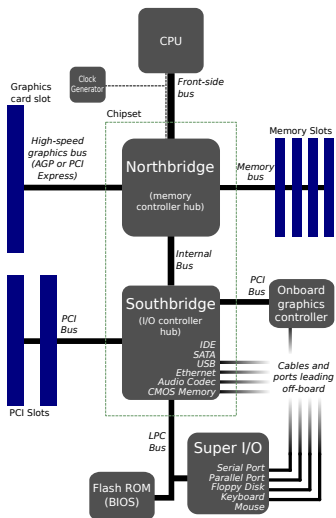 CPU
Graphics
card slot
Clock
Generator
Front-side
bus
Chipset
High-speed
graphics bus
(AGP or PCI
Express)
Northbridge
(memory
controller hub)
Memory
bus
Memory Slots
Internal
Bus
PCI
Bus
Southbridge
(I/O controller
hub)
PCI
Bus
Onboard
graphics
controller
IDE
SATA
USB
Ethernet
Audio Codec
CMOS Memory
Cables and
ports leading
off-board
PCI Slots
LPC
Bus
Super I/O
Serial Port
Parallel Port
Floppy Disk
Keyboard
Mouse
Flash ROM
(BIOS)